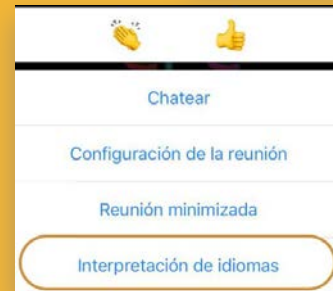 Chatear
Configuración de la reunión
Reunión minimizada
Interpretación de idiomas